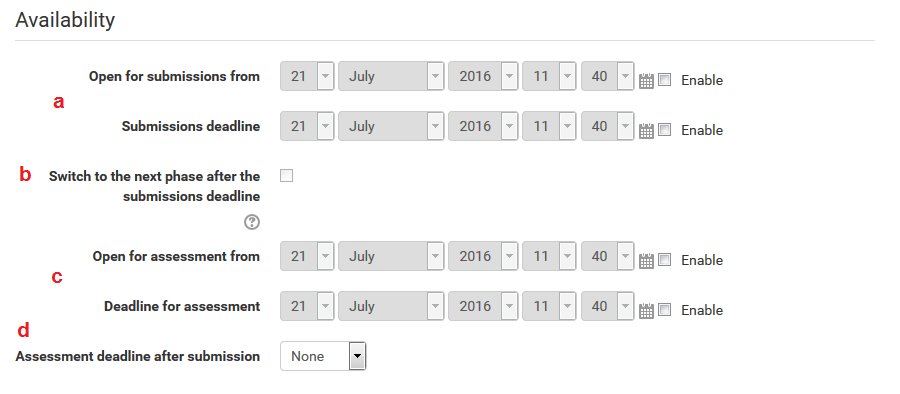 Availability
Open for submissions from 21 July 2016 11 40 Enable
a
Submissions deadline 21 July 2016 11 40 Enable
b Switch to the next phase after the
submissions deadline
?
Open for assessment from 21 July 2016 11 40 Enable
c
Deadline for assessment 21 July 2016 11 40 Enable
d
Assessment deadline after submission None